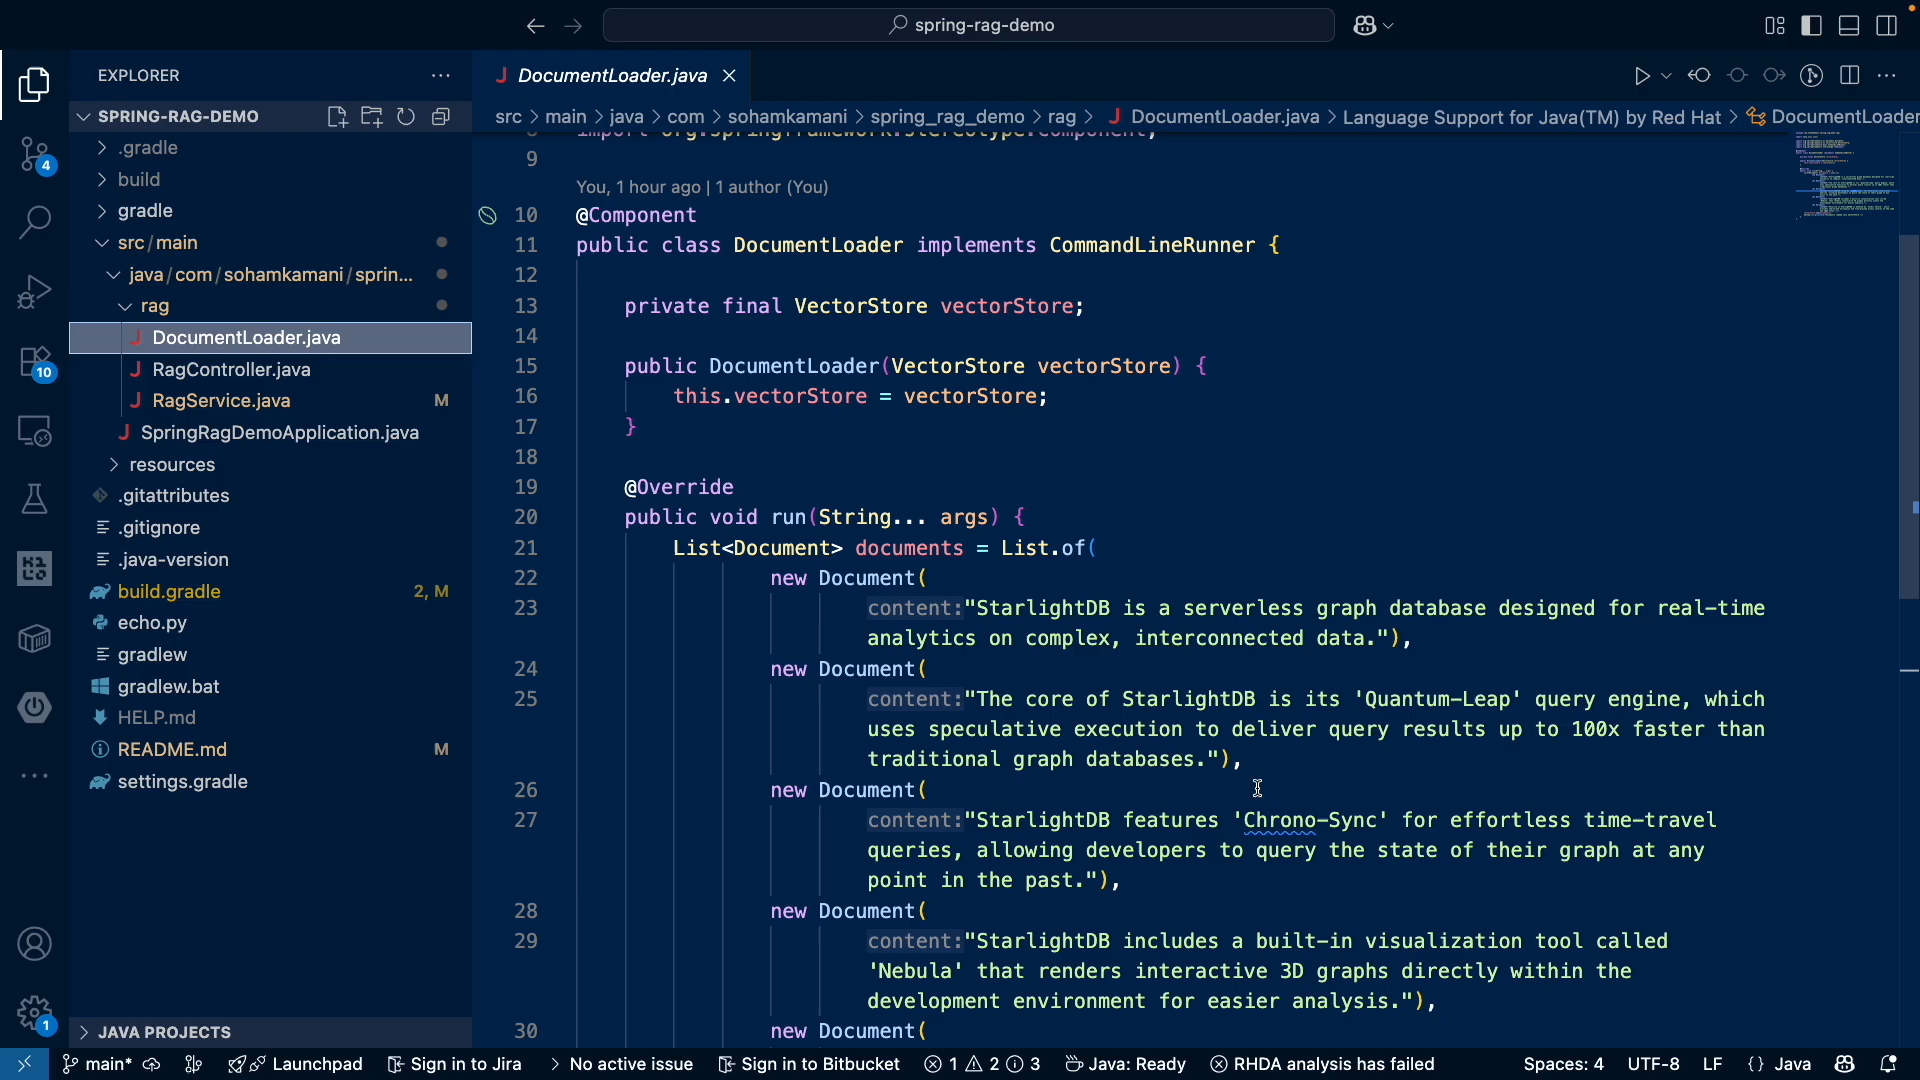 spring-rag-demo
EXPLORER
DocumentLoader.java
SPRING-RAG-DEMO
src > main > java > com > sohamkamani > spring_rag_demo > rag > J DocumentLoader.java > Language Support for Java(TM) by Red Hat > DocumentLoader
.gradle
build
gradle
src/main
java/com/sohamkamani/sprin...
rag
DocumentLoader.java
RagController.java
RagService.java M
SpringRagDemoApplication.java
resources
.gitattributes
.gitignore
.java-version
build.gradle 2, M
echo.py
gradlew
gradlew.bat
HELP.md
README.md M
settings.gradle
JAVA PROJECTS
4
10
1
8 import org.springframework.stereotype.Component;
9
You, 1 hour ago | 1 author (You)
10 @Component
11 public class DocumentLoader implements CommandLineRunner {
12
13 private final VectorStore vectorStore;
14
15 public DocumentLoader(VectorStore vectorStore) {
16 this.vectorStore = vectorStore;
17 }
18
19 @Override
20 public void run(String... args) {
21 List<Document> documents = List.of(
22 new Document(
23 content:"StarlightDB is a serverless graph database designed for real-time
analytics on complex, interconnected data."),
24 new Document(
25 content:"The core of StarlightDB is its 'Quantum-Leap' query engine, which
uses speculative execution to deliver query results up to 100x faster than
traditional graph databases."),
26 new Document(
27 content:"StarlightDB features 'Chrono-Sync' for effortless time-travel
queries, allowing developers to query the state of their graph at any
point in the past."),
28 new Document(
29 content:"StarlightDB includes a built-in visualization tool called
'Nebula' that renders interactive 3D graphs directly within the
development environment for easier analysis."),
30 new Document(
main* Launchpad Sign in to Jira > No active issue Sign in to Bitbucket 1 2 3 Java: Ready RHDA analysis has failed Spaces: 4 UTF-8 LF {} Java